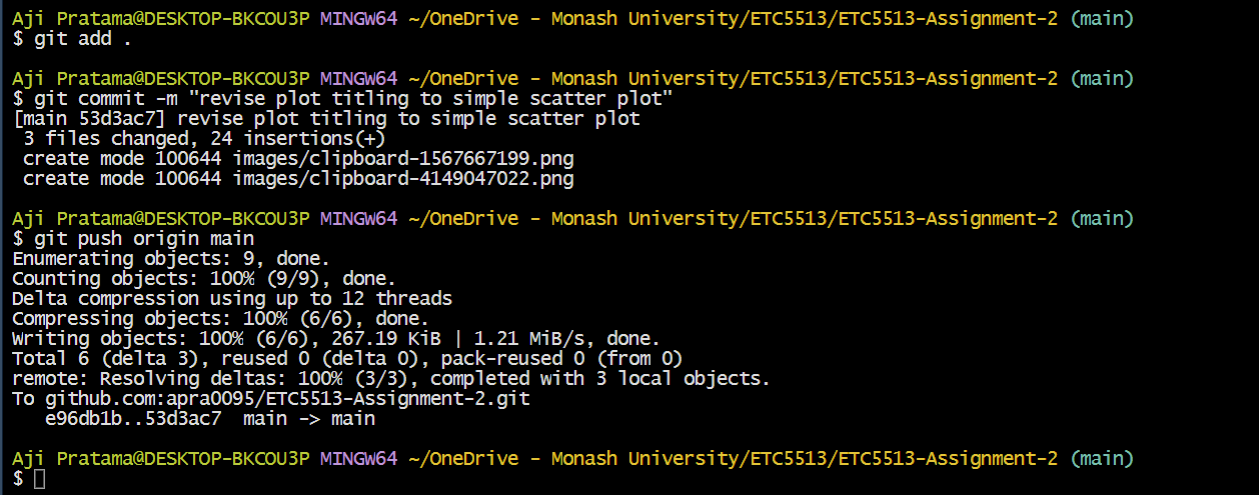 Aji Pratama@DESKTOP-BKCOU3P MINGW64 ~/OneDrive - Monash University/ETC5513/ETC5513-Assignment-2 (main)
$ git add .
Aji Pratama@DESKTOP-BKCOU3P MINGW64 ~/OneDrive - Monash University/ETC5513/ETC5513-Assignment-2 (main)
$ git commit -m "revise plot titling to simple scatter plot"
[main 53d3ac7] revise plot titling to simple scatter plot
 3 files changed, 24 insertions(+)
 create mode 100644 images/clipboard-1567667199.png
 create mode 100644 images/clipboard-4149047022.png
Aji Pratama@DESKTOP-BKCOU3P MINGW64 ~/OneDrive - Monash University/ETC5513/ETC5513-Assignment-2 (main)
$ git push origin main
Enumerating objects: 9, done.
Counting objects: 100% (9/9), done.
Delta compression using up to 12 threads
Compressing objects: 100% (6/6), done.
Writing objects: 100% (6/6), 267.19 KiB | 1.21 MiB/s, done.
Total 6 (delta 3), reused 0 (delta 0), pack-reused 0 (from 0)
remote: Resolving deltas: 100% (3/3), completed with 3 local objects.
To github.com:apra0095/ETC5513-Assignment-2.git
   e96db1b..53d3ac7  main -> main
Aji Pratama@DESKTOP-BKCOU3P MINGW64 ~/OneDrive - Monash University/ETC5513/ETC5513-Assignment-2 (main)
$